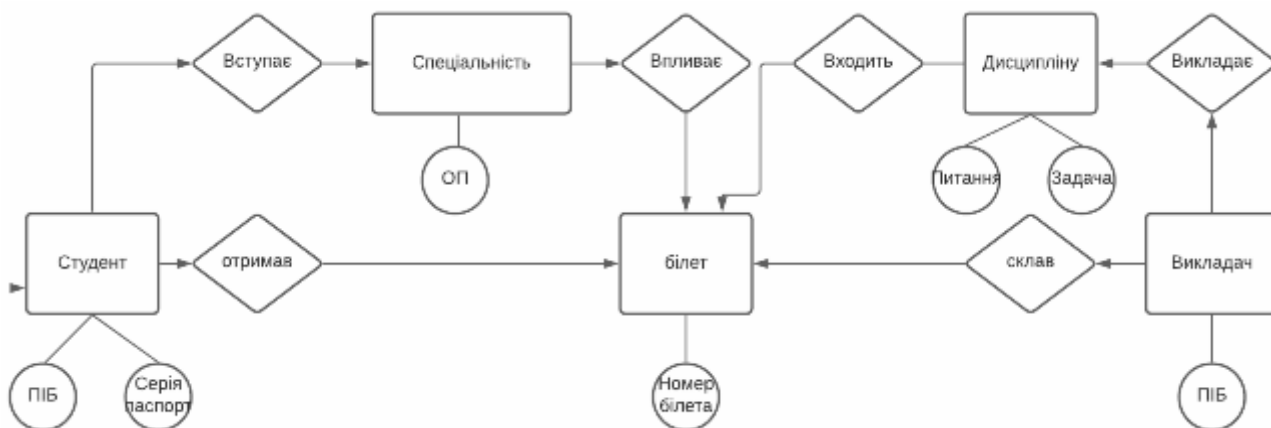 Вступає
Спеціальність
Впливає
Входить
Дисципліну
Викладає
ОП
Питання
Задача
Студент
отримав
білет
склав
Викладач
ПІБ
Серія
паспорт
Номер
білета
ПІБ